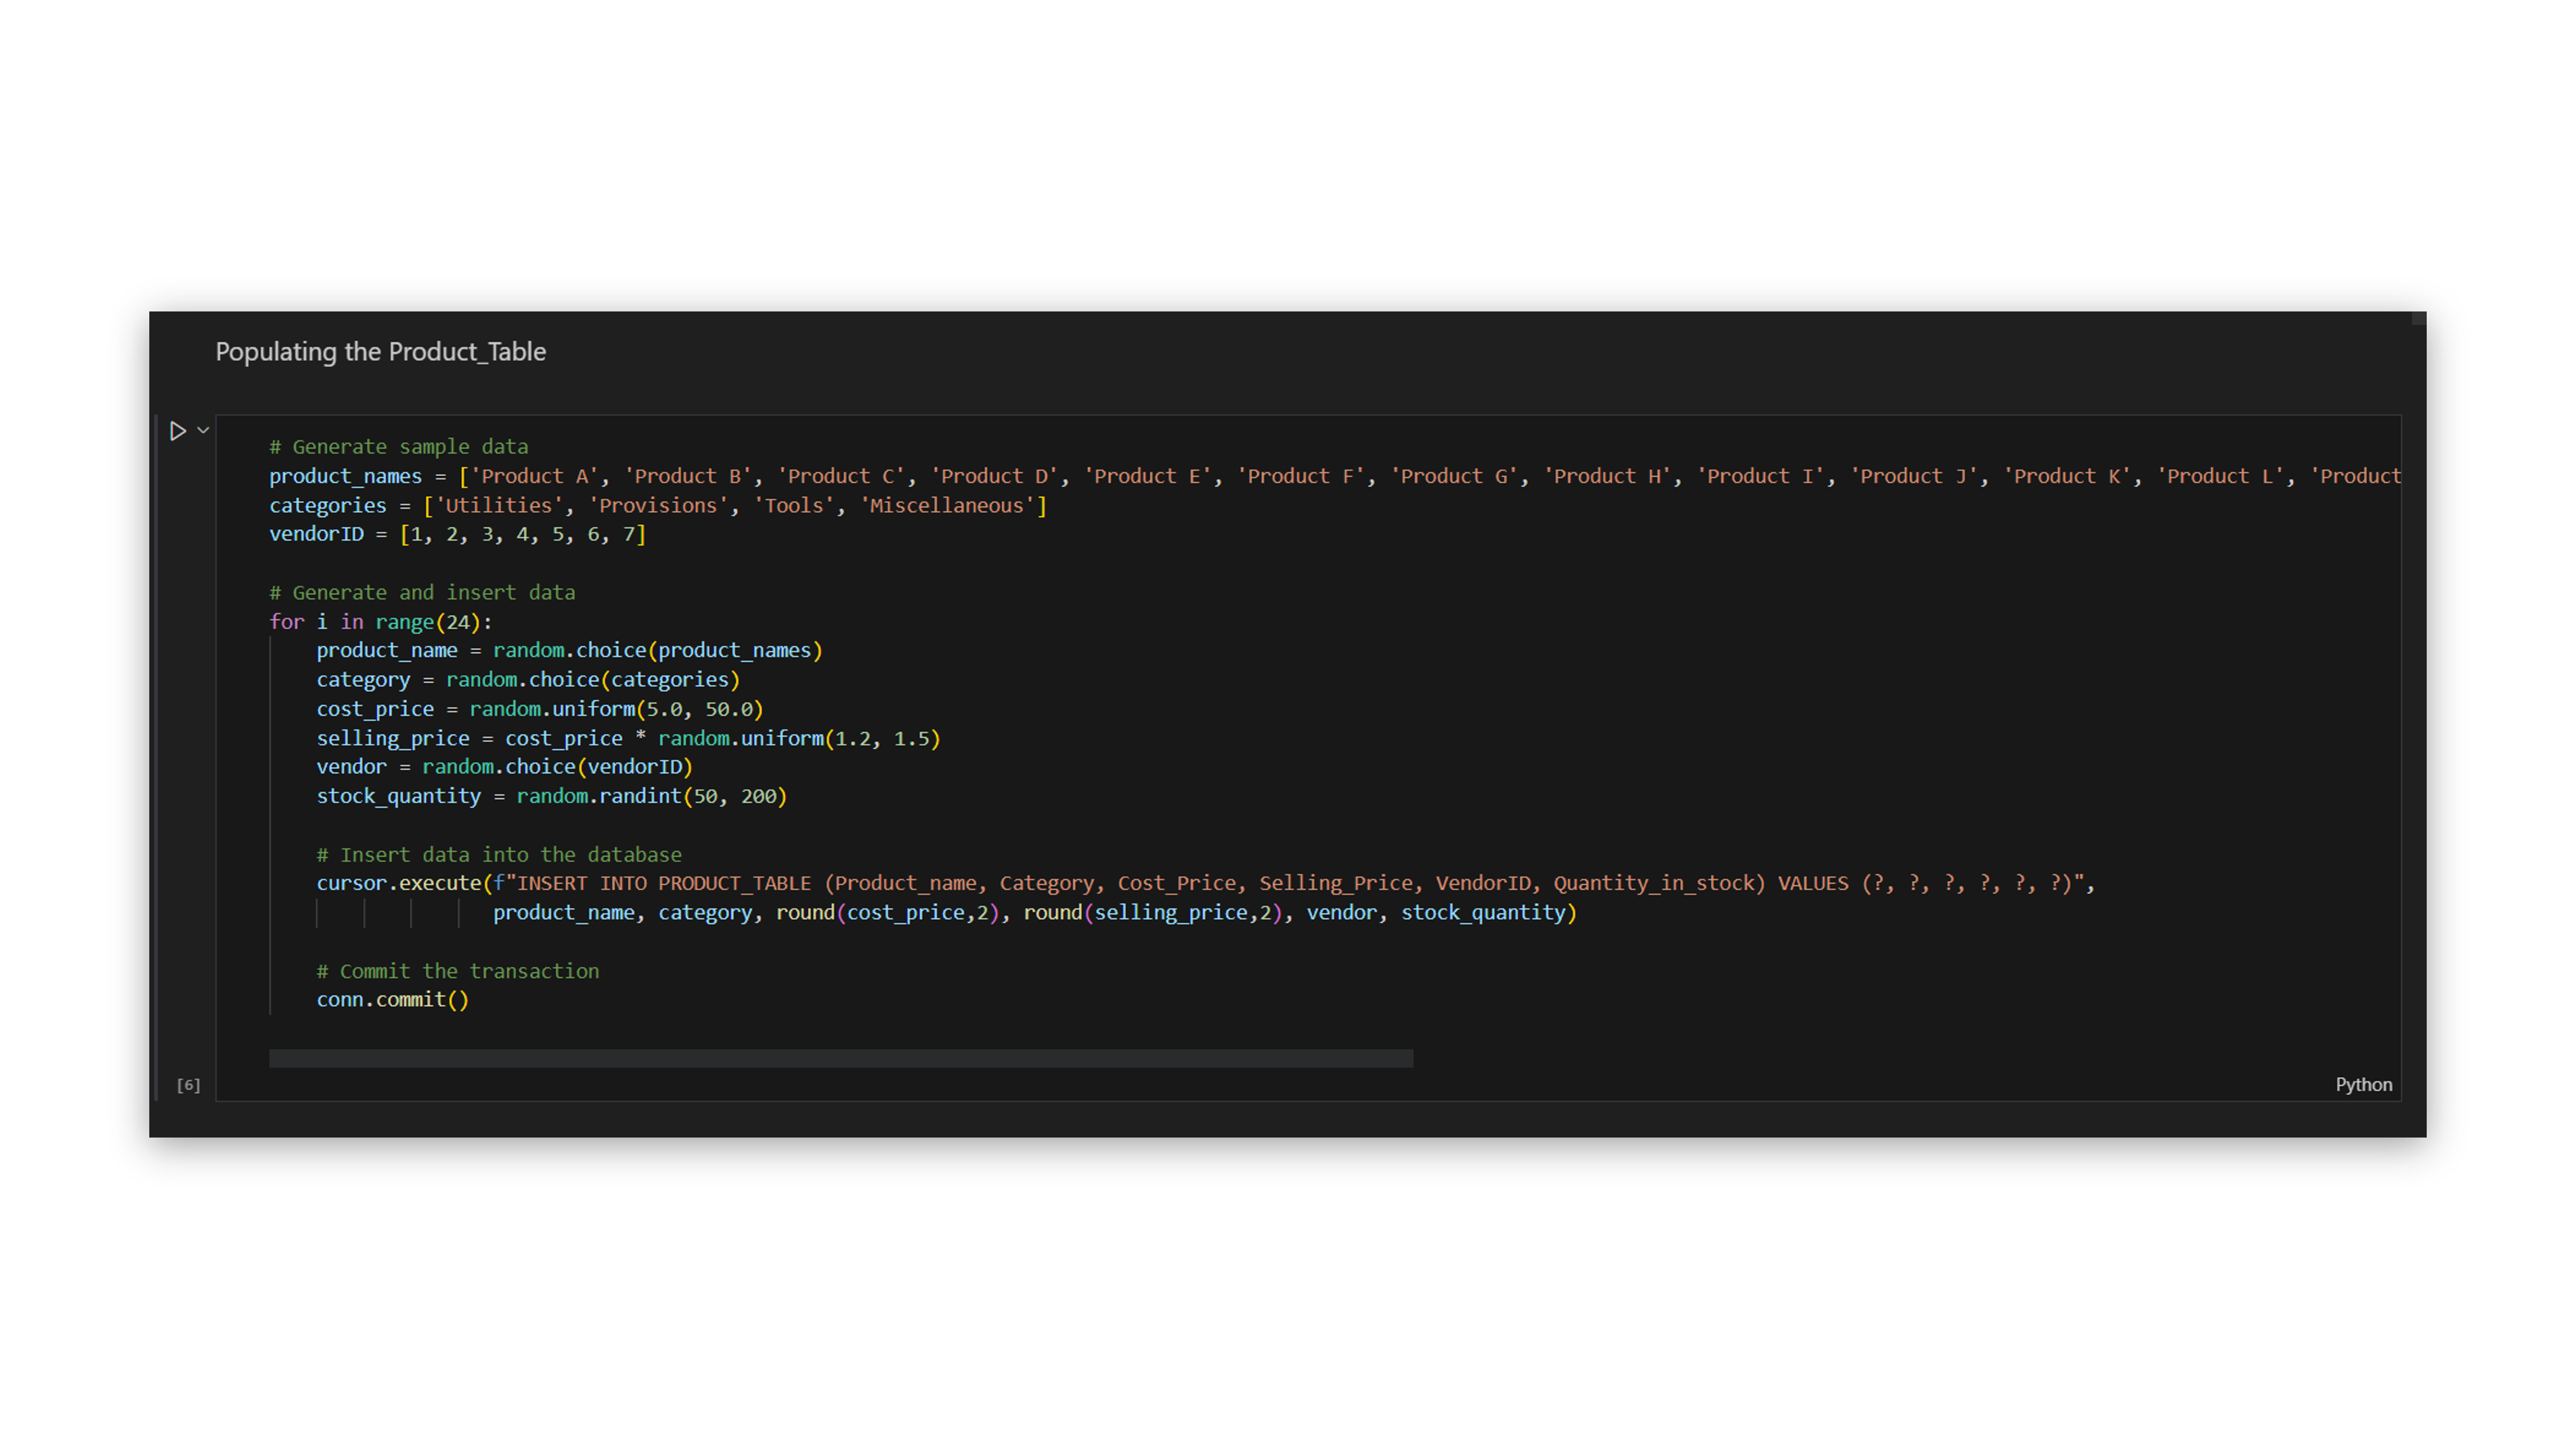 Populating the Product_Table
# Generate sample data
product_names = ['Product A', 'Product B', 'Product C', 'Product D', 'Product E', 'Product F', 'Product G', 'Product H', 'Product I', 'Product J', 'Product K', 'Product L', 'Product
categories = ['Utilities', 'Provisions', 'Tools', 'Miscellaneous']
vendorID = [1, 2, 3, 4, 5, 6, 7]
# Generate and insert data
for i in range(24):
product_name = random.choice(product_names)
category = random.choice(categories)
cost_price = random.uniform(5.0, 50.0)
selling_price = cost_price * random.uniform(1.2, 1.5)
vendor = random.choice(vendorID)
stock_quantity = random.randint(50, 200)
# Insert data into the database
cursor.execute(f"INSERT INTO PRODUCT_TABLE (Product_name, Category, Cost_Price, Selling_Price, VendorID, Quantity_in_stock) VALUES (?, ?, ?, ?, ?, ?)",
product_name, category, round(cost_price,2), round(selling_price,2), vendor, stock_quantity)
# Commit the transaction
conn.commit()
[6]
Python